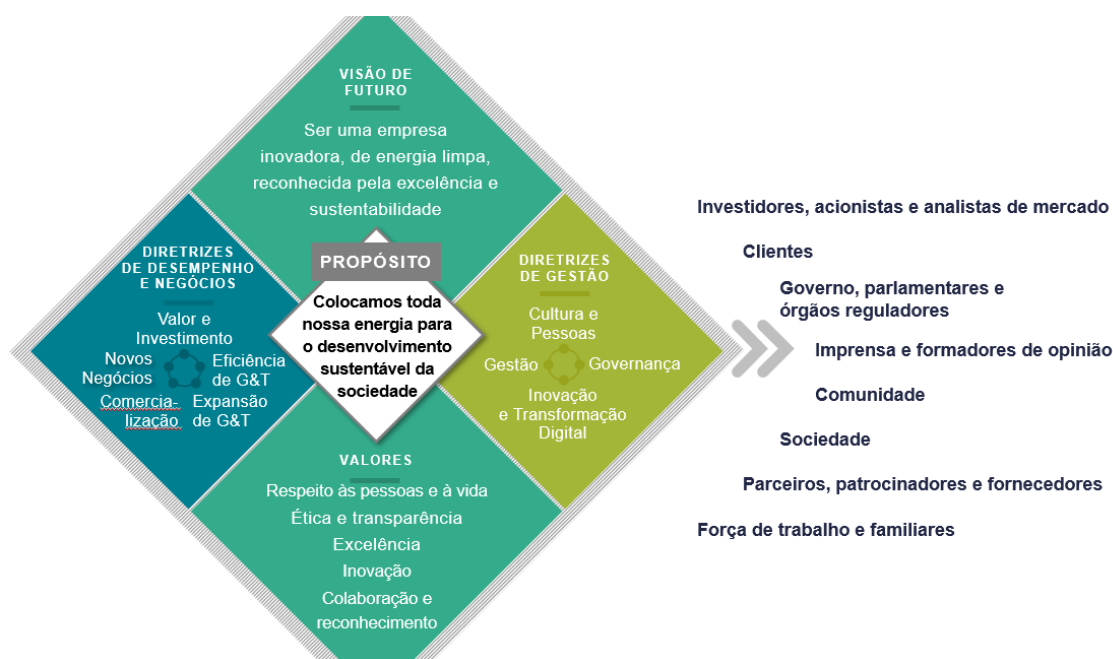 VISÃO DE
FUTURO
Ser uma empresa
inovadora, de energia limpa,
reconhecida pela excelência e
sustentabilidade
DIRETRIZES
DE DESEMPENHO
E NEGÓCIOS
Valor e
Investimento
Novos
Negócios
Eficiência
de G&T
Comercia-
lização
Expansão
de G&T
PROPÓSITO
Colocamos toda
nossa energia para
o desenvolvimento
sustentável da
sociedade
DIRETRIZES
DE GESTÃO
Cultura e
Pessoas
Gestão
Governança
Inovação
e Transformação
Digital
VALORES
Respeito às pessoas e à vida
Ética e transparência
Excelência
Inovação
Colaboração e
reconhecimento
Investidores, acionistas e analistas de mercado
Clientes
Governo, parlamentares e
órgãos reguladores
Imprensa e formadores de opinião
Comunidade
Sociedade
Parceiros, patrocinadores e fornecedores
Força de trabalho e familiares